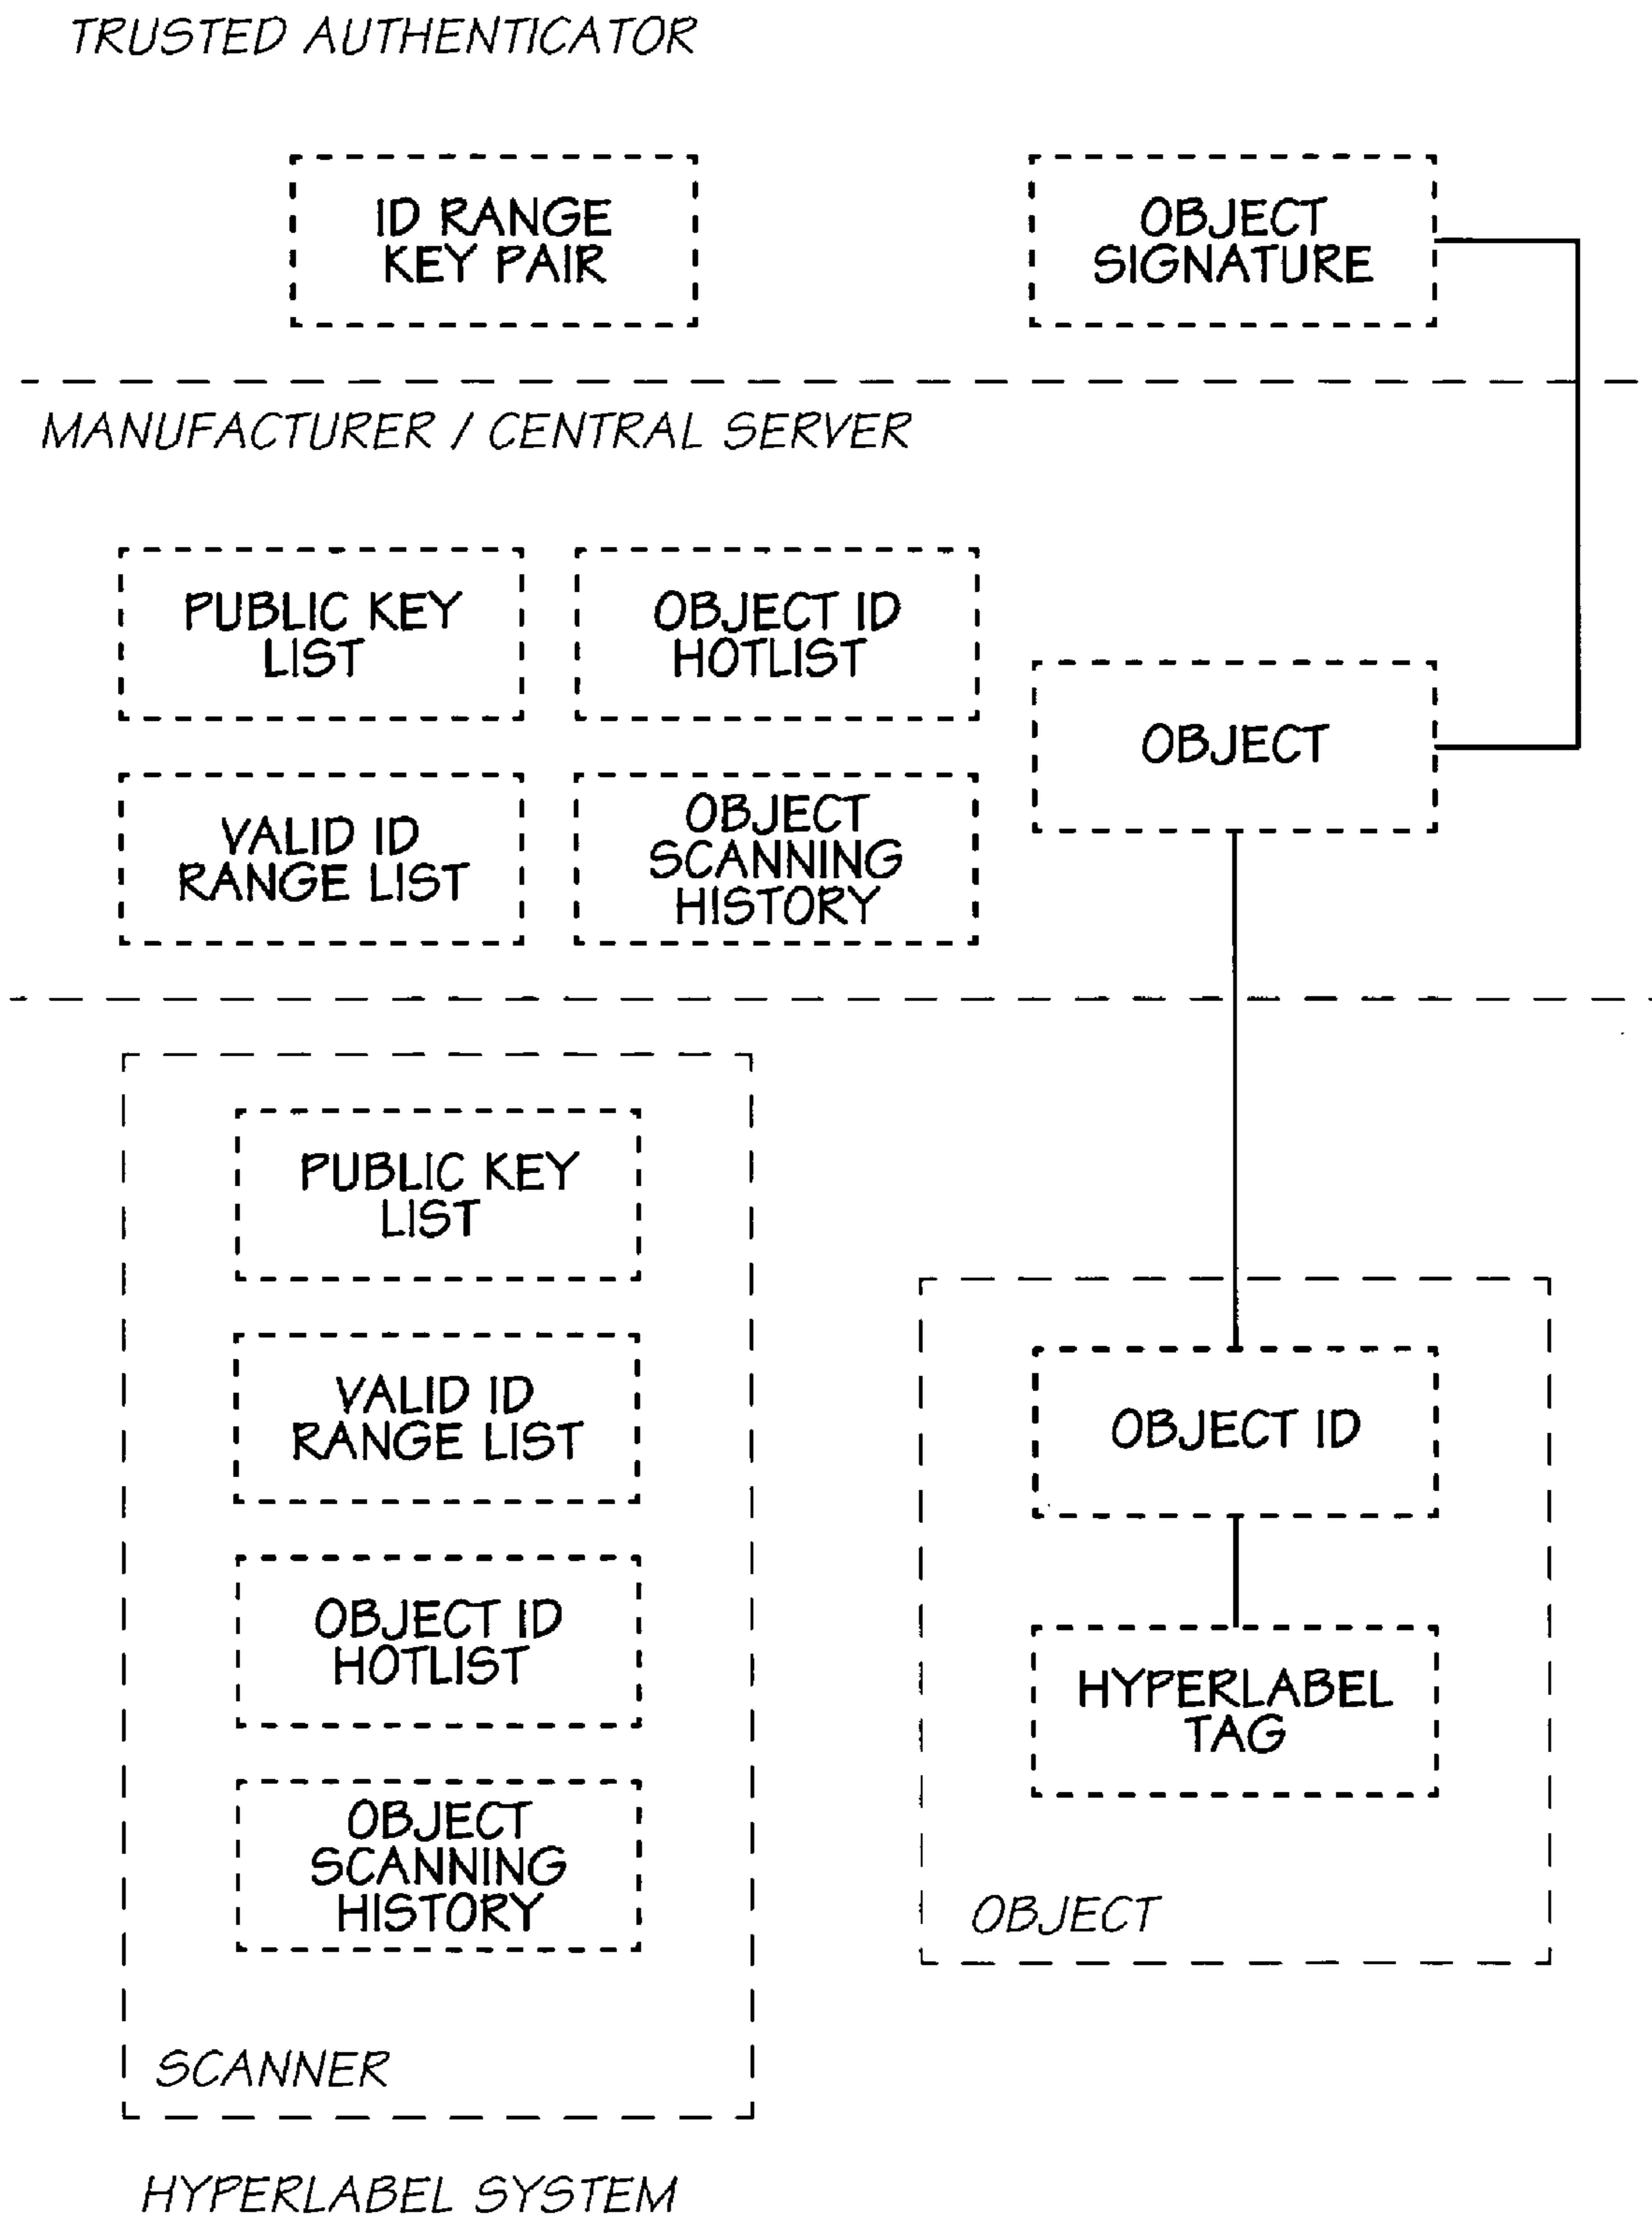 TRUSTED AUTHENTICATOR
ID RANGE
KEY PAIR
OBJECT
SIGNATURE
MANUFACTURER / CENTRAL SERVER
PUBLIC KEY
LIST
OBJECT ID
HOTLIST
OBJECT
VALID ID
RANGE LIST
OBJECT
SCANNING
HISTORY
PUBLIC KEY
LIST
VALID ID
RANGE LIST
OBJECT ID
HOTLIST
OBJECT
SCANNING
HISTORY
SCANNER
OBJECT ID
HYPERLABEL
TAG
OBJECT
HYPERLABEL SYSTEM